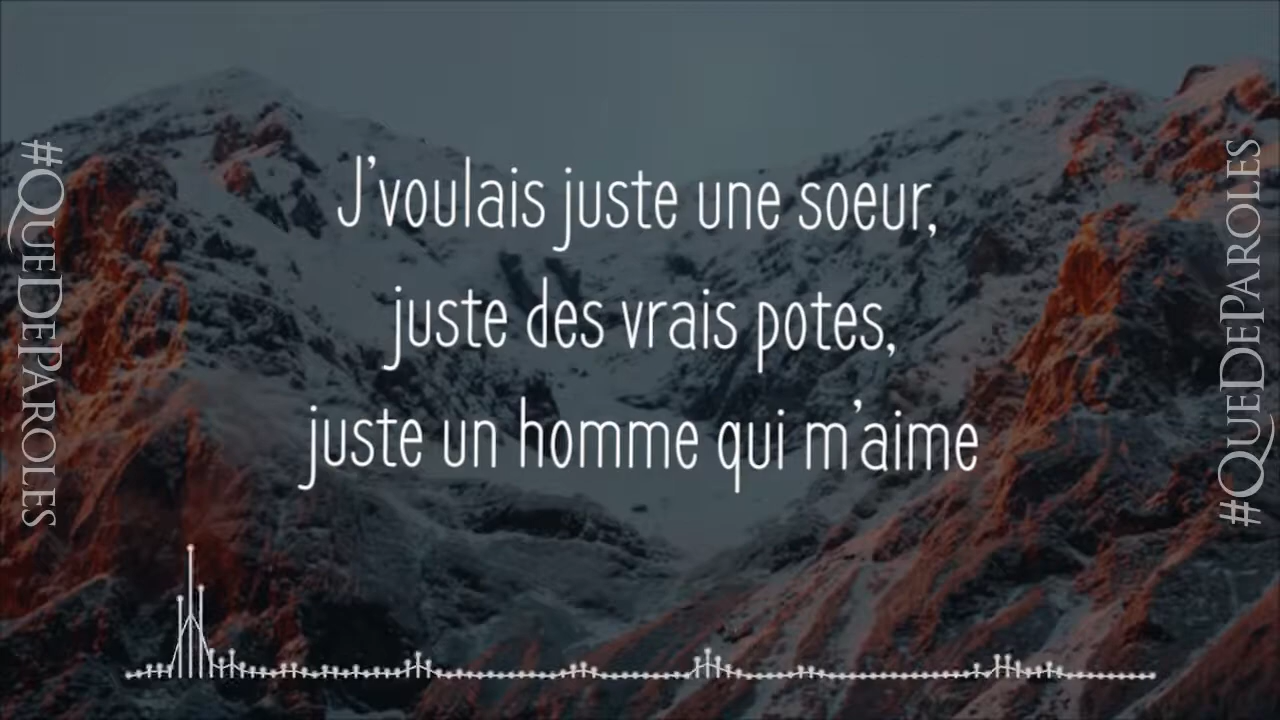 #QueDeParoles
J'voulais juste une soeur,
juste des vrais potes,
juste un homme qui m'aime
#QueDeParoles